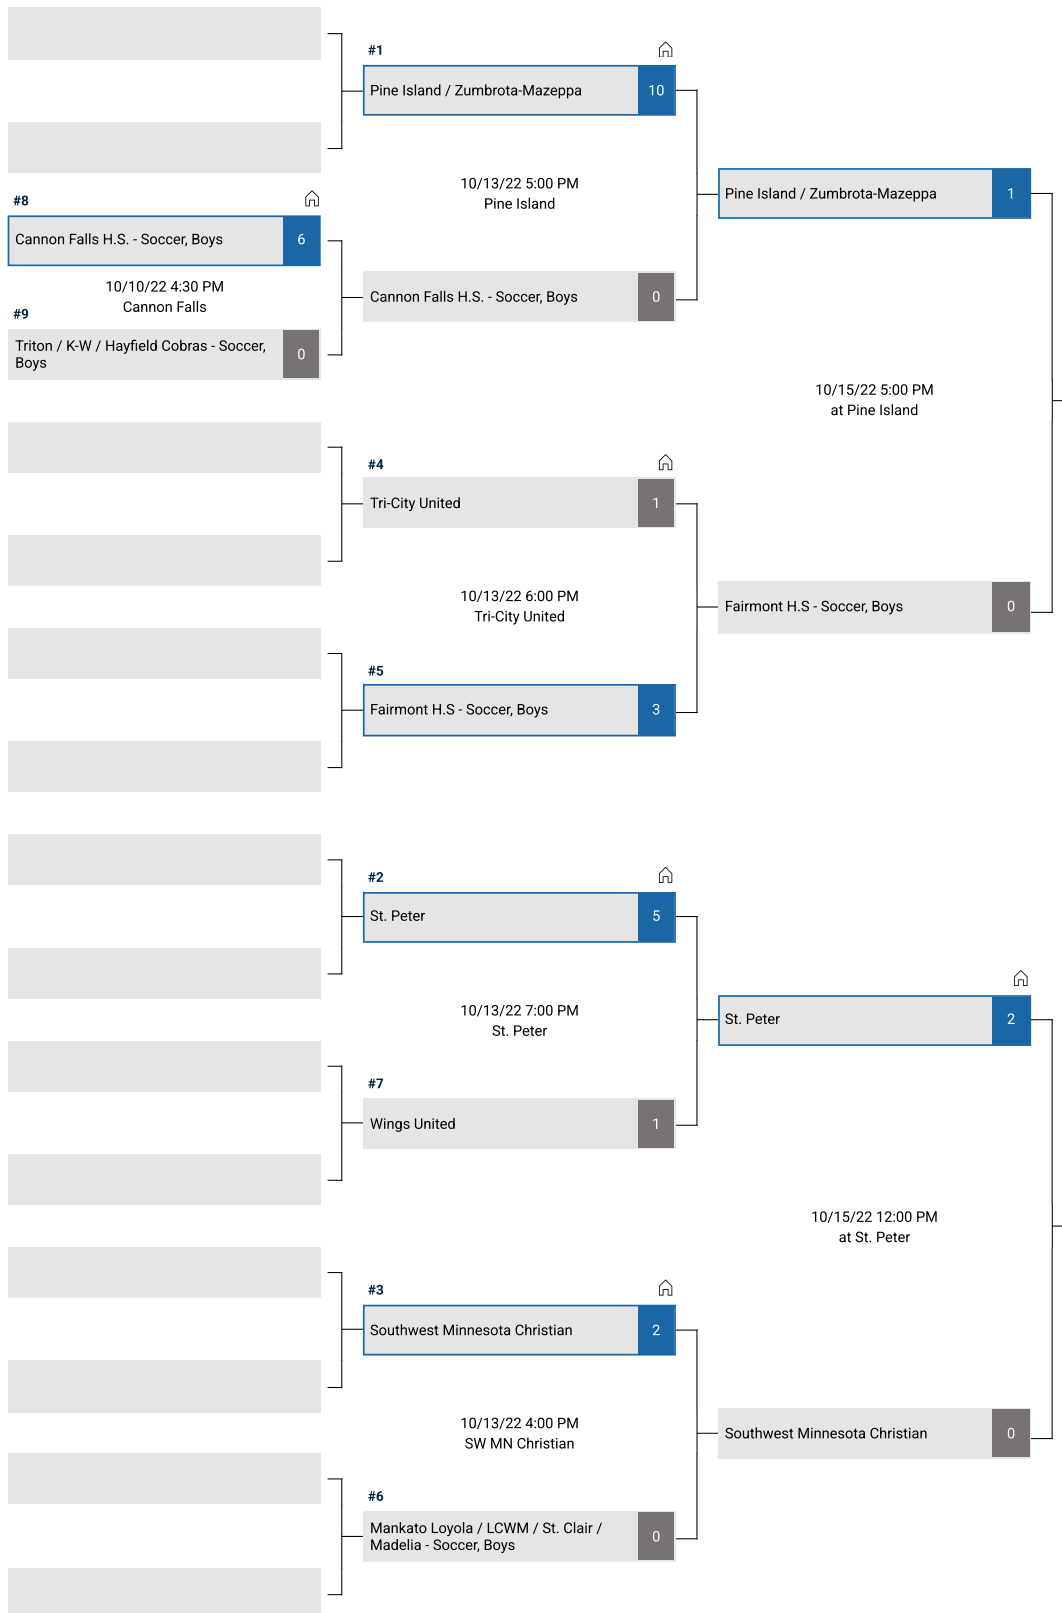 #1
Pine Island / Zumbrota-Mazeppa
10
10/13/22 5:00 PM
Pine Island
Pine Island / Zumbrota-Mazeppa
1
#8
Cannon Falls H.S. - Soccer, Boys
6
10/10/22 4:30 PM
Cannon Falls
Cannon Falls H.S. - Soccer, Boys
0
#9
Triton / K-W / Hayfield Cobras - Soccer,
Boys
0
10/15/22 5:00 PM
at Pine Island
#4
Tri-City United
1
10/13/22 6:00 PM
Tri-City United
Fairmont H.S - Soccer, Boys
0
#5
Fairmont H.S - Soccer, Boys
3
#2
St. Peter
5
10/13/22 7:00 PM
St. Peter
St. Peter
2
#7
Wings United
1
10/15/22 12:00 PM
at St. Peter
#3
Southwest Minnesota Christian
2
10/13/22 4:00 PM
SW MN Christian
Southwest Minnesota Christian
0
#6
Mankato Loyola / LCWM / St. Clair /
Madelia - Soccer, Boys
0